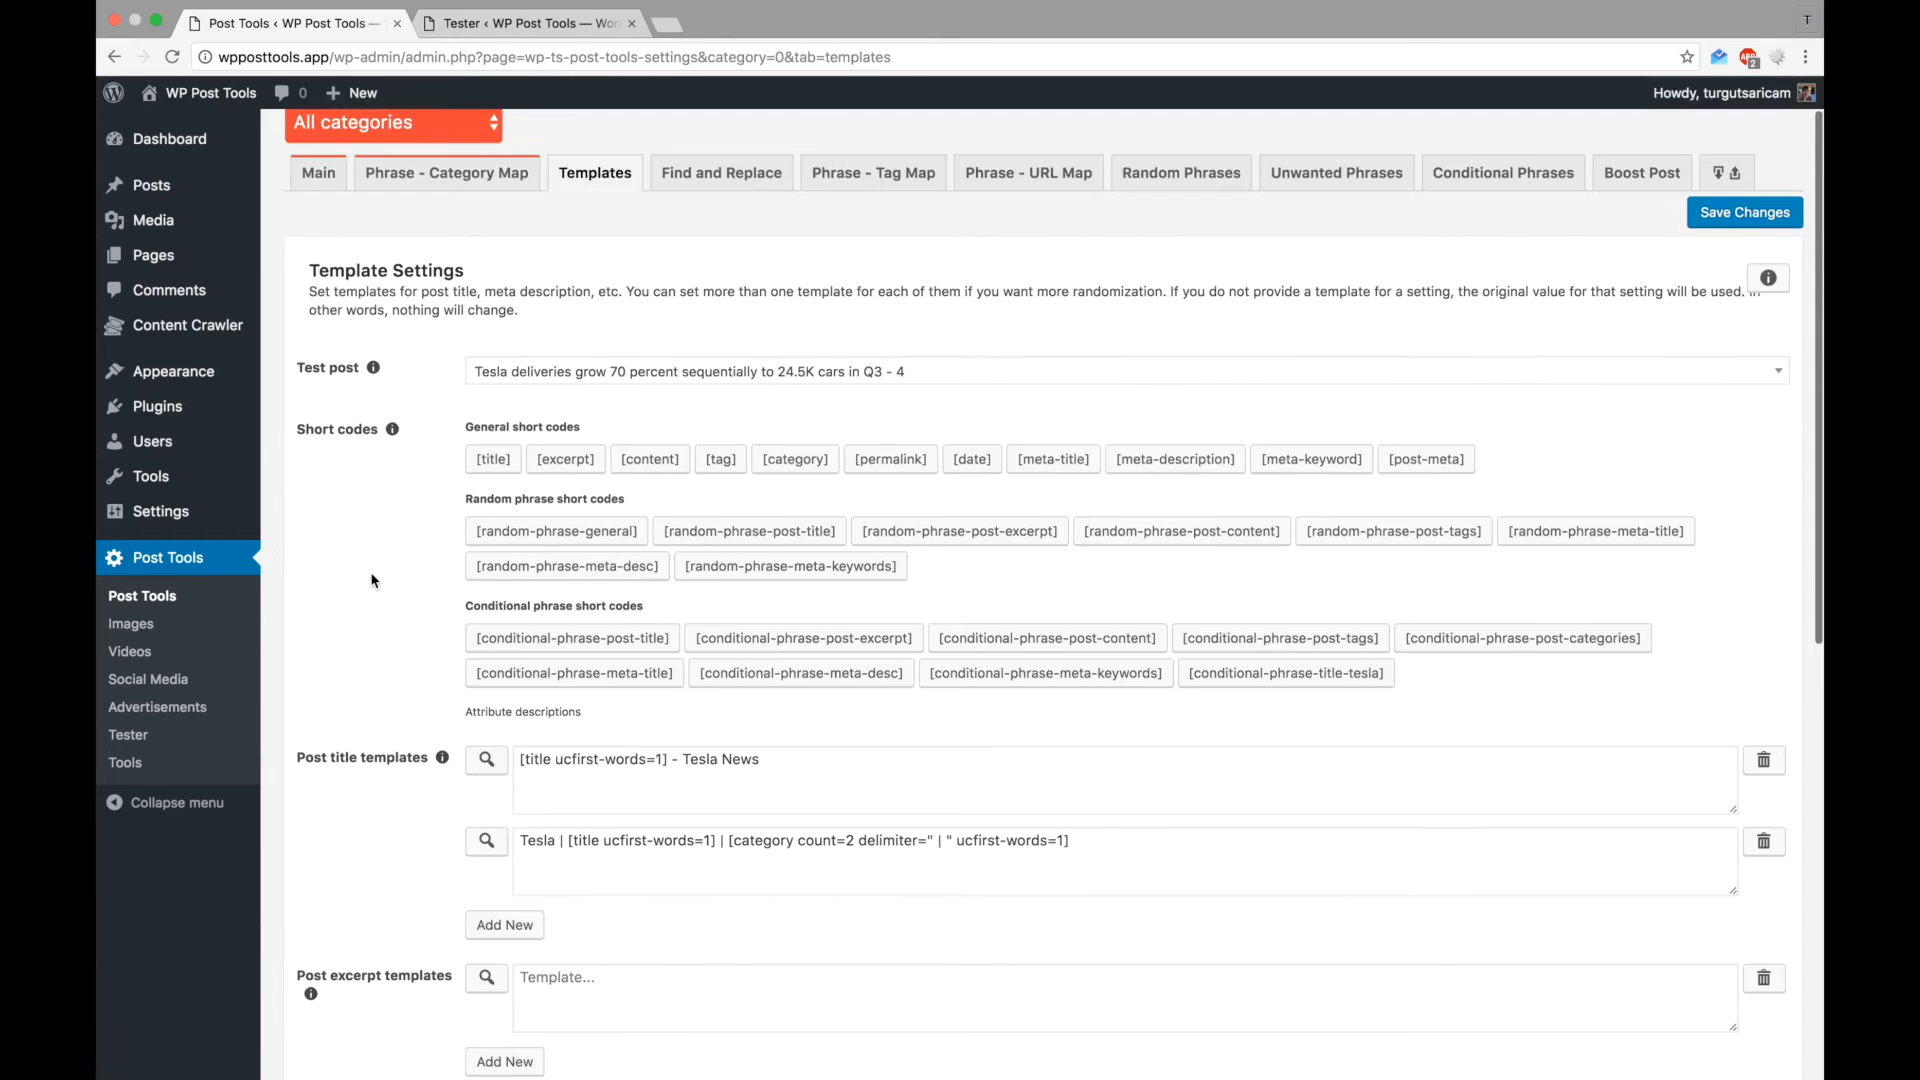 Post Tools ‹ WP Post Tools —
Tester ‹ WP Post Tools — Wor
T
wpposttools.app/wp-admin/admin.php?page=wp-ts-post-tools-settings&category=0&tab=templates
ABP
2
WP Post Tools
0
New
Howdy, turgutsaricam
Dashboard
Posts
Media
Pages
Comments
Content Crawler
Appearance
Plugins
Users
Tools
Settings
Post Tools
Post Tools
Images
Videos
Social Media
Advertisements
Tester
Tools
Collapse menu
All categories
Main
Phrase - Category Map
Templates
Find and Replace
Phrase - Tag Map
Phrase - URL Map
Random Phrases
Unwanted Phrases
Conditional Phrases
Boost Post
Save Changes
Template Settings
Set templates for post title, meta description, etc. You can set more than one template for each of them if you want more randomization. If you do not provide a template for a setting, the original value for that setting will be used. In
other words, nothing will change.
Test post
Tesla deliveries grow 70 percent sequentially to 24.5K cars in Q3 - 4
Short codes
General short codes
[title] [excerpt] [content] [tag] [category] [permalink] [date] [meta-title] [meta-description] [meta-keyword] [post-meta]
Random phrase short codes
[random-phrase-general] [random-phrase-post-title] [random-phrase-post-excerpt] [random-phrase-post-content] [random-phrase-post-tags] [random-phrase-meta-title]
[random-phrase-meta-desc] [random-phrase-meta-keywords]
Conditional phrase short codes
[conditional-phrase-post-title] [conditional-phrase-post-excerpt] [conditional-phrase-post-content] [conditional-phrase-post-tags] [conditional-phrase-post-categories]
[conditional-phrase-meta-title] [conditional-phrase-meta-desc] [conditional-phrase-meta-keywords] [conditional-phrase-title-tesla]
Attribute descriptions
Post title templates
[title ucfirst-words=1] - Tesla News
Tesla | [title ucfirst-words=1] | [category count=2 delimiter=" | " ucfirst-words=1]
Add New
Post excerpt templates
Template...
Add New